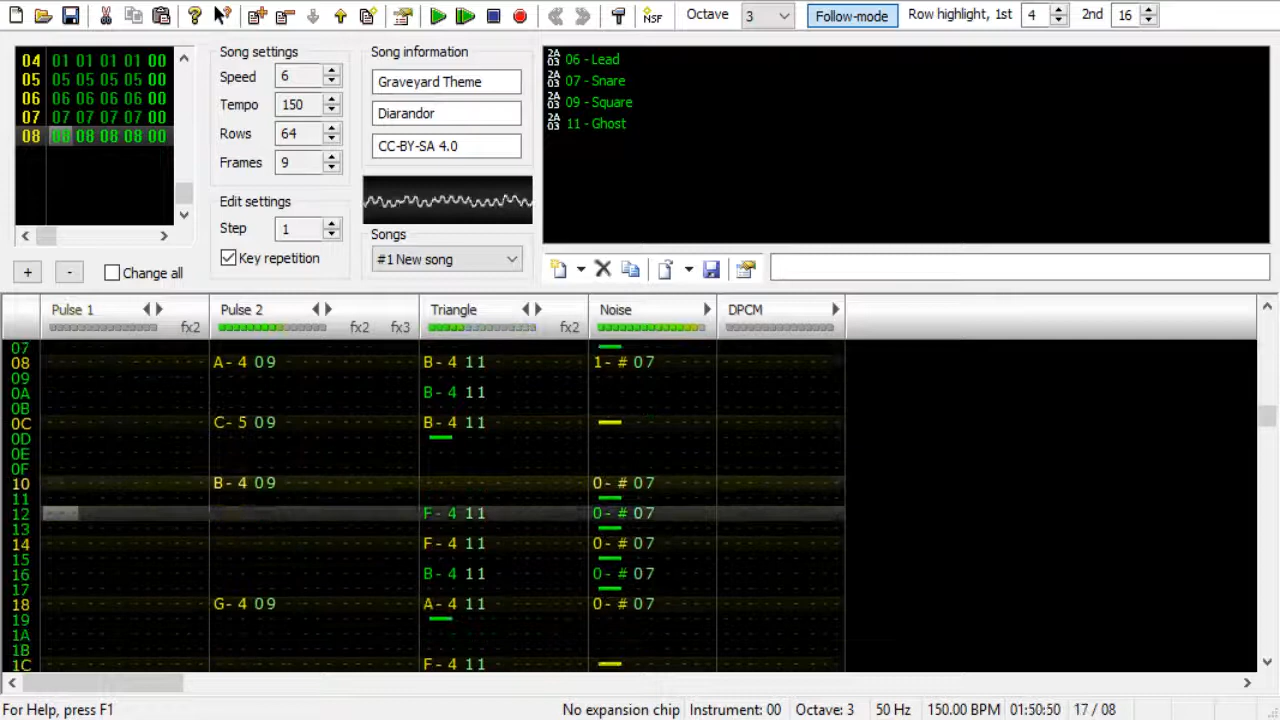 NSF Octave 3 Follow-mode Row highlight, 1st 4 2nd 16
04 01 01 01 01 00
05 05 05 05 05 00
06 06 06 06 06 00
07 07 07 07 07 00
08 08 08 08 08 00
Song settings
Speed 6
Tempo 150
Rows 64
Frames 9
Edit settings
Step 1
Key repetition
+ - Change all
Song information
Graveyard Theme
Diarandor
CC-BY-SA 4.0
Songs
#1 New song
2A03 06 - Lead
2A03 07 - Snare
2A03 09 - Square
2A03 11 - Ghost
Pulse 1 fx2 Pulse 2 fx2 fx3 Triangle fx2 Noise DPCM
07
08 A-4 09 B-4 11 1-# 07
09
0A B-4 11
0B
0C C-5 09 B-4 11
0D
0E
0F
10 B-4 09 0-# 07
11
12 F-4 11 0-# 07
13
14 F-4 11 0-# 07
15
16 B-4 11 0-# 07
17
18 G-4 09 A-4 11 0-# 07
19
1A
1B
1C F-4 11
For Help, press F1 No expansion chip Instrument: 00 Octave: 3 50 Hz 150.00 BPM 01:50:50 17 / 08